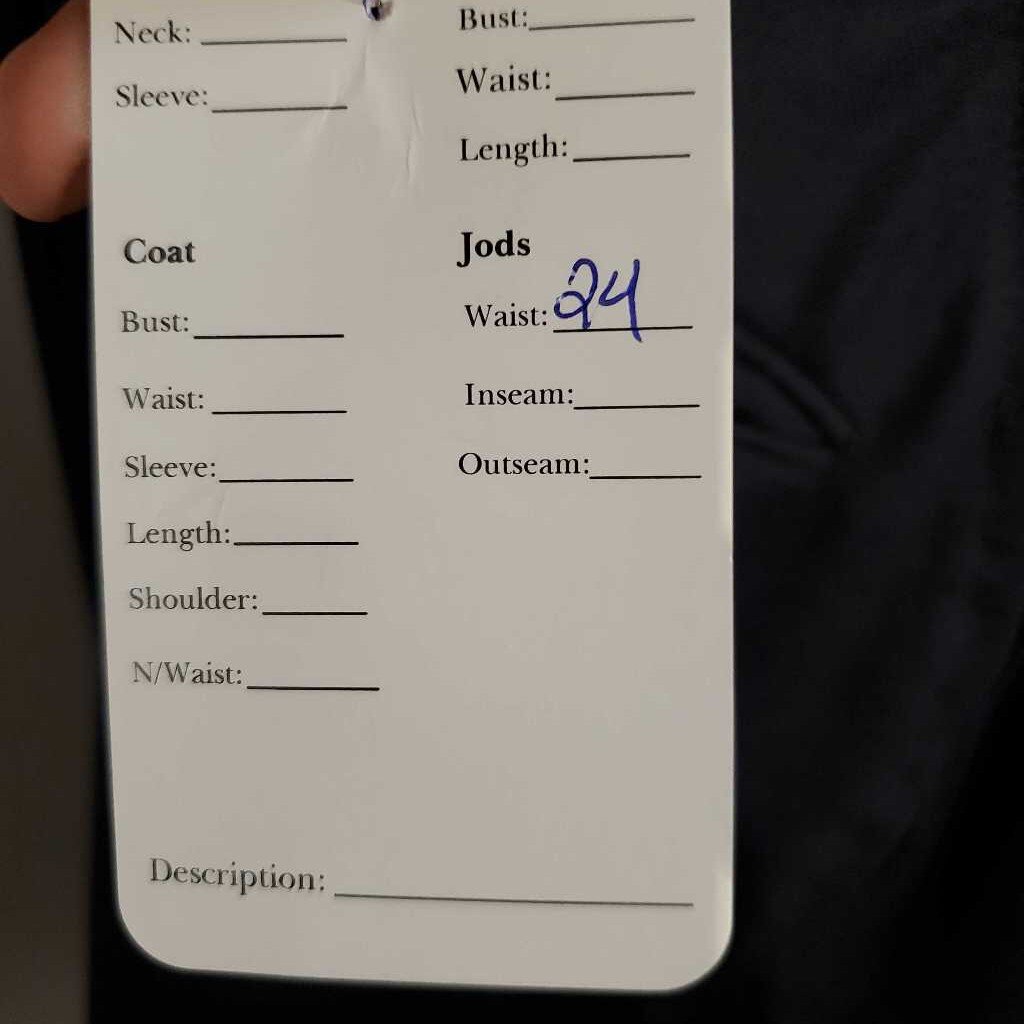 Neck: Bust:
Sleeve: Waist:
Length:
Coat Jods
Bust: Waist: 24
Waist: Inseam:
Sleeve: Outseam:
Length:
Shoulder:
N/Waist:
Description: